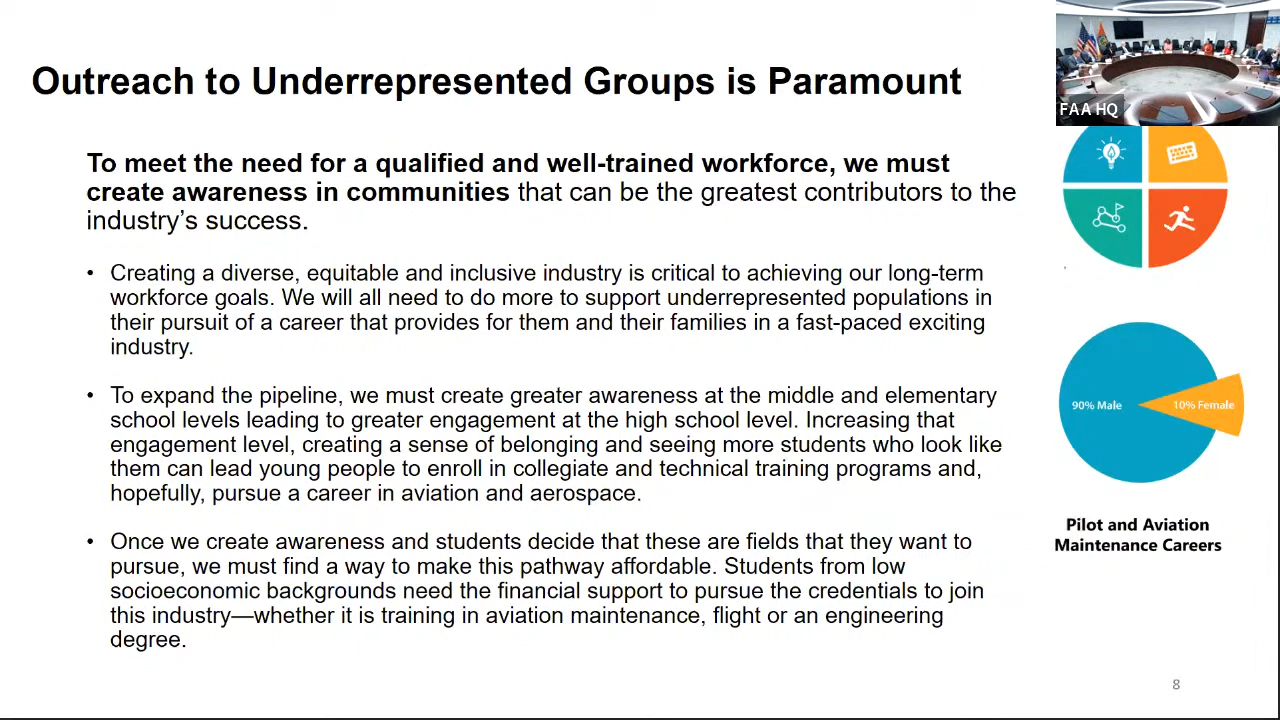 Outreach to Underrepresented Groups is Paramount
FAA HQ
To meet the need for a qualified and well-trained workforce, we must
create awareness in communities that can be the greatest contributors to the
industry’s success.
• Creating a diverse, equitable and inclusive industry is critical to achieving our long-term
workforce goals. We will all need to do more to support underrepresented populations in
their pursuit of a career that provides for them and their families in a fast-paced exciting
industry.
• To expand the pipeline, we must create greater awareness at the middle and elementary
school levels leading to greater engagement at the high school level. Increasing that
engagement level, creating a sense of belonging and seeing more students who look like
them can lead young people to enroll in collegiate and technical training programs and,
hopefully, pursue a career in aviation and aerospace.
• Once we create awareness and students decide that these are fields that they want to
pursue, we must find a way to make this pathway affordable. Students from low
socioeconomic backgrounds need the financial support to pursue the credentials to join
this industry—whether it is training in aviation maintenance, flight or an engineering
degree.
90% Male
10% Female
Pilot and Aviation
Maintenance Careers
8